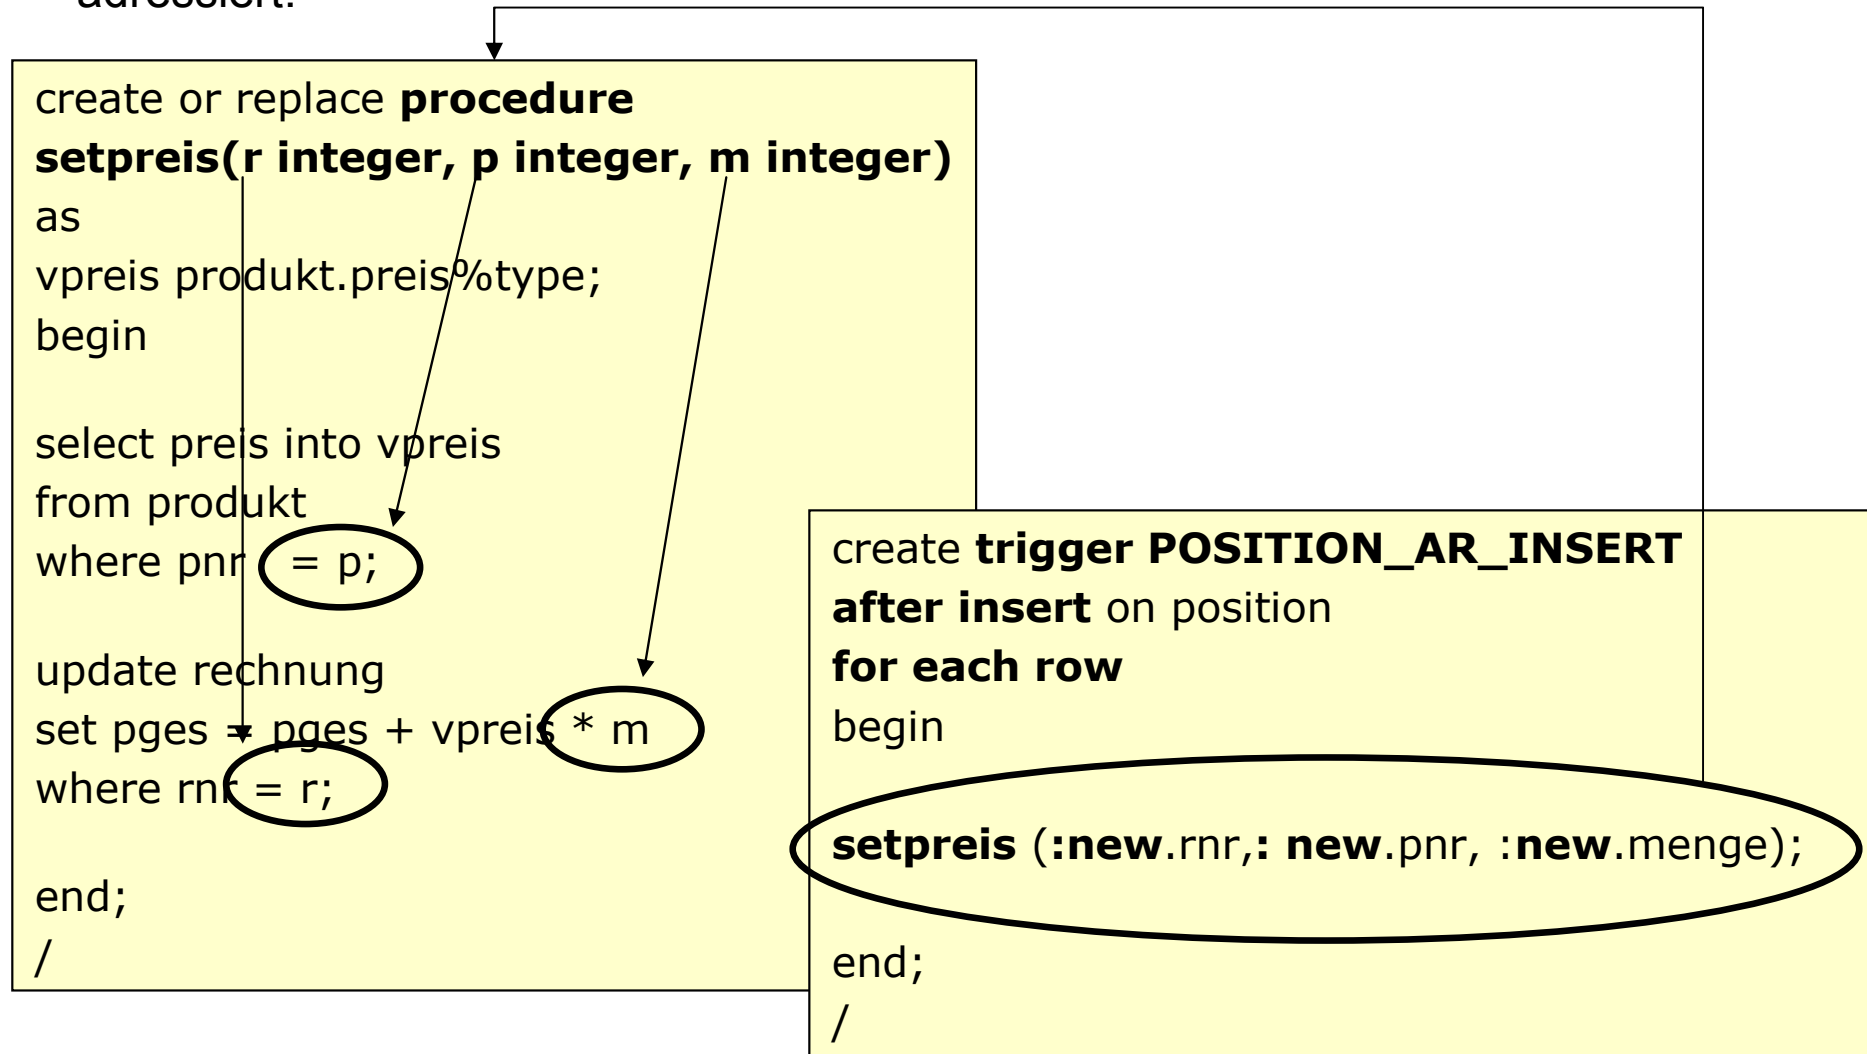 adressiert:
create or replace procedure
setpreis(r integer, p integer, m integer)
as
vpreis produkt.preis%type;
begin
select preis into vpreis
from produkt
where pnr = p;
update rechnung
set pges = pges + vpreis * m
where rnr = r;
end;
/
create trigger POSITION_AR_INSERT
after insert on position
for each row
begin
setpreis (:new.rnr,: new.pnr, :new.menge);
end;
/